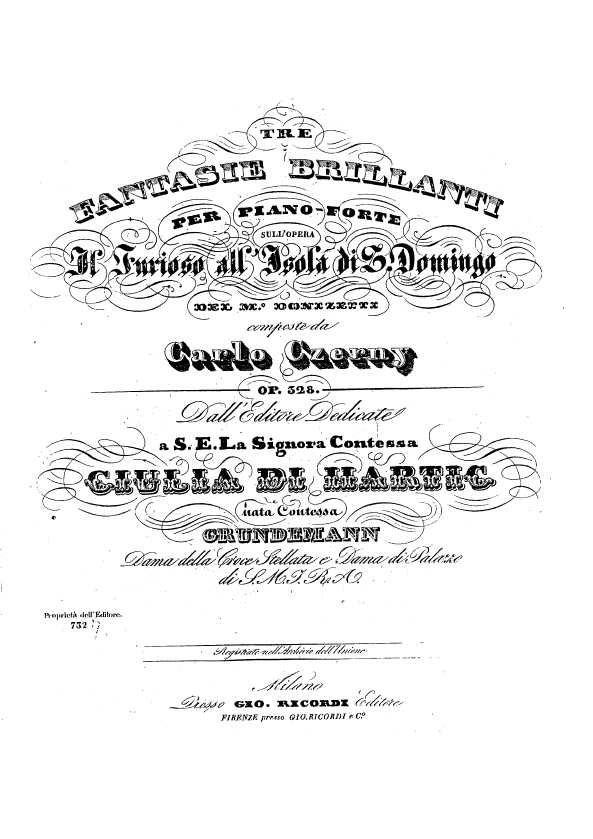 TRE
FANTASIE BRILLANTI
PER PIANO-FORTE
SULL'OPERA
Il Furioso all'Isola di S. Domingo
DEL M.º DONIZETTI
composte da
Carlo Czerny
OP. 328.
Dall'Editore Dedicate
a S. E. La Signora Contessa
GIULIA DI HARTIG
nata Contessa
GRUNDEMANN
Dama della Croce Stellata e Dama di Palazzo
di S. M. I. R. A.
Proprietà dell'Editore.
732
Registrato nell'Archivio dell'Unione
Milano
Presso GIO. RICORDI Editore
FIRENZE presso GIO. RICORDI e Cº.